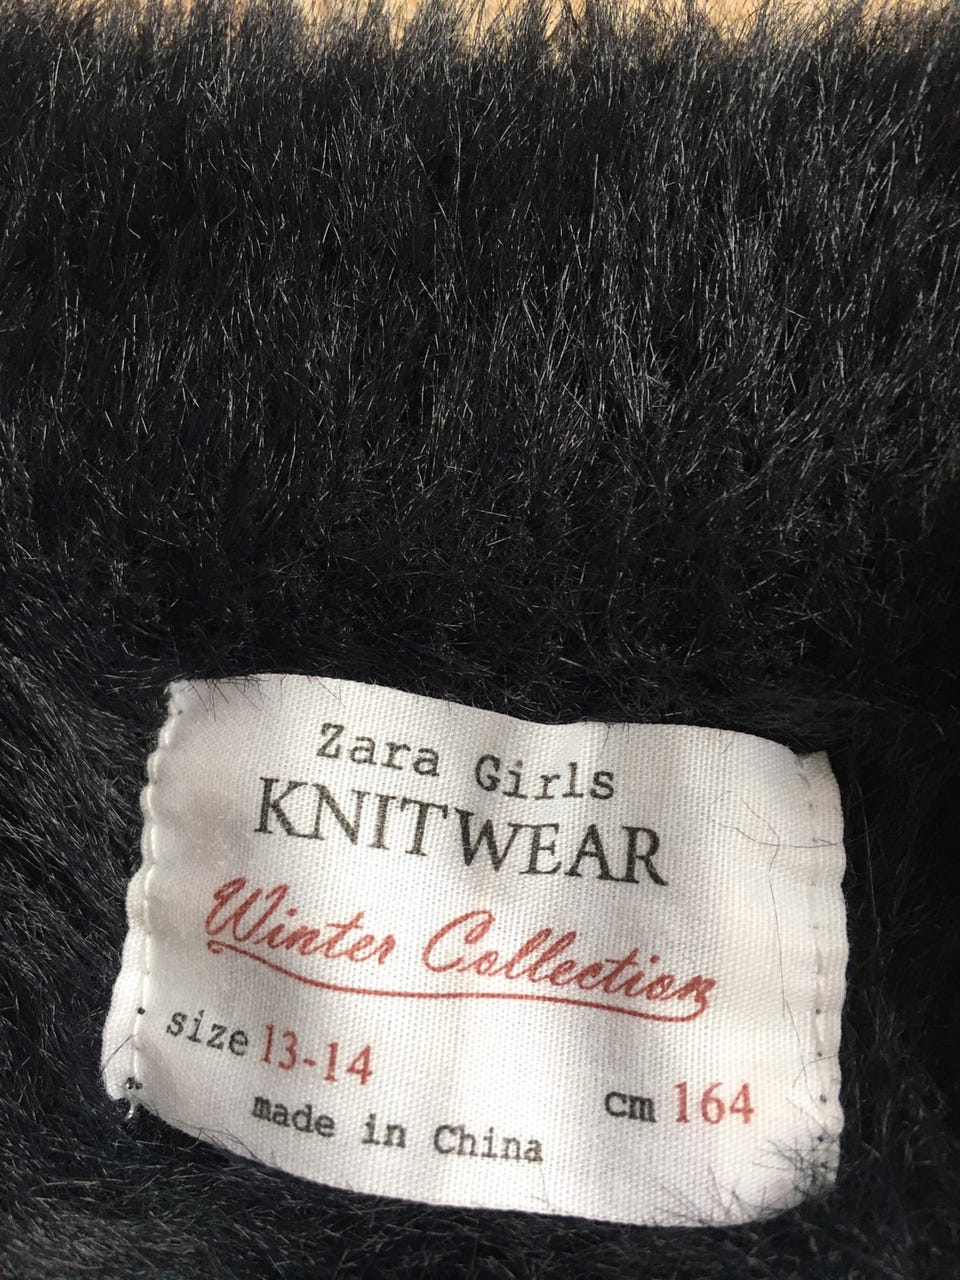 Zara Girls
KNITWEAR
Winter Collection
size 13-14
cm 164
made in China